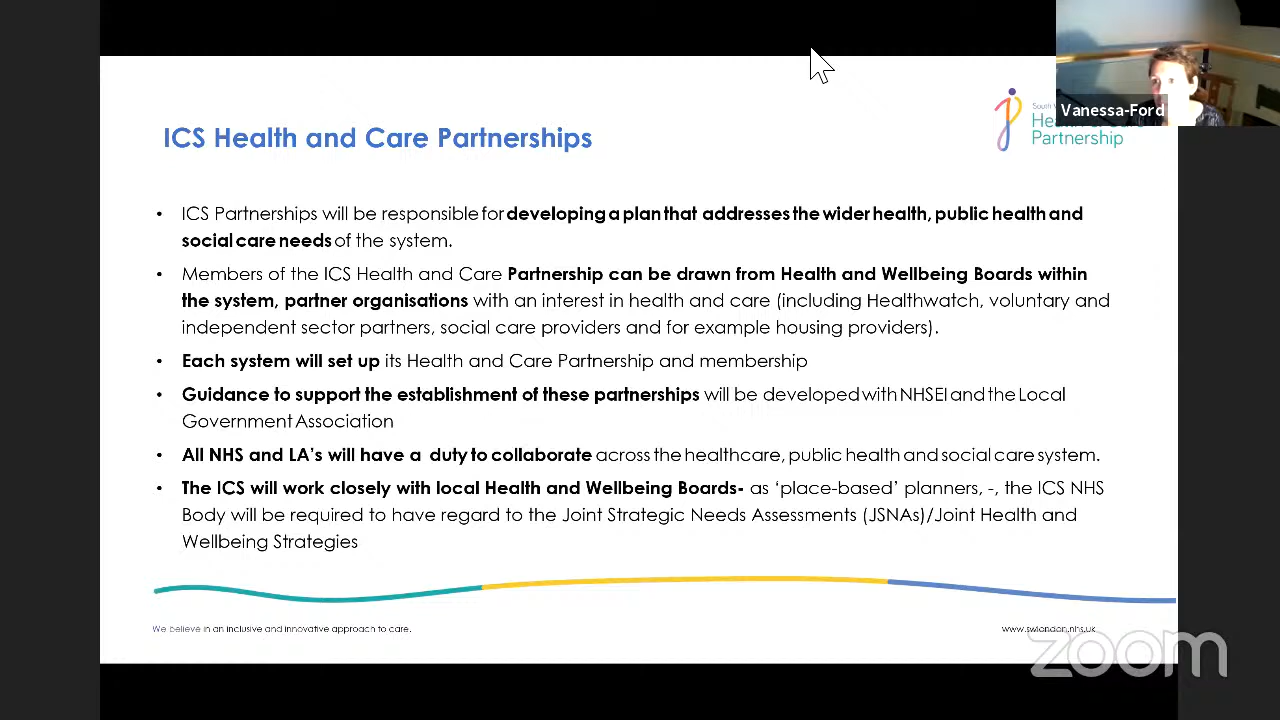 Vanessa-Ford
South
Partnership
ICS Health and Care Partnerships
• ICS Partnerships will be responsible for developing a plan that addresses the wider health, public health and
social care needs of the system.
• Members of the ICS Health and Care Partnership can be drawn from Health and Wellbeing Boards within
the system, partner organisations with an interest in health and care (including Healthwatch, voluntary and
independent sector partners, social care providers and for example housing providers).
• Each system will set up its Health and Care Partnership and membership
• Guidance to support the establishment of these partnerships will be developed with NHSEI and the Local
Government Association
• All NHS and LA's will have a duty to collaborate across the healthcare, public health and social care system.
• The ICS will work closely with local Health and Wellbeing Boards- as ‘place-based’ planners, -, the ICS NHS
Body will be required to have regard to the Joint Strategic Needs Assessments (JSNAs)/Joint Health and
Wellbeing Strategies
We believe in an inclusive and innovative approach to care.
www.swlondon.nhs.uk
zoom